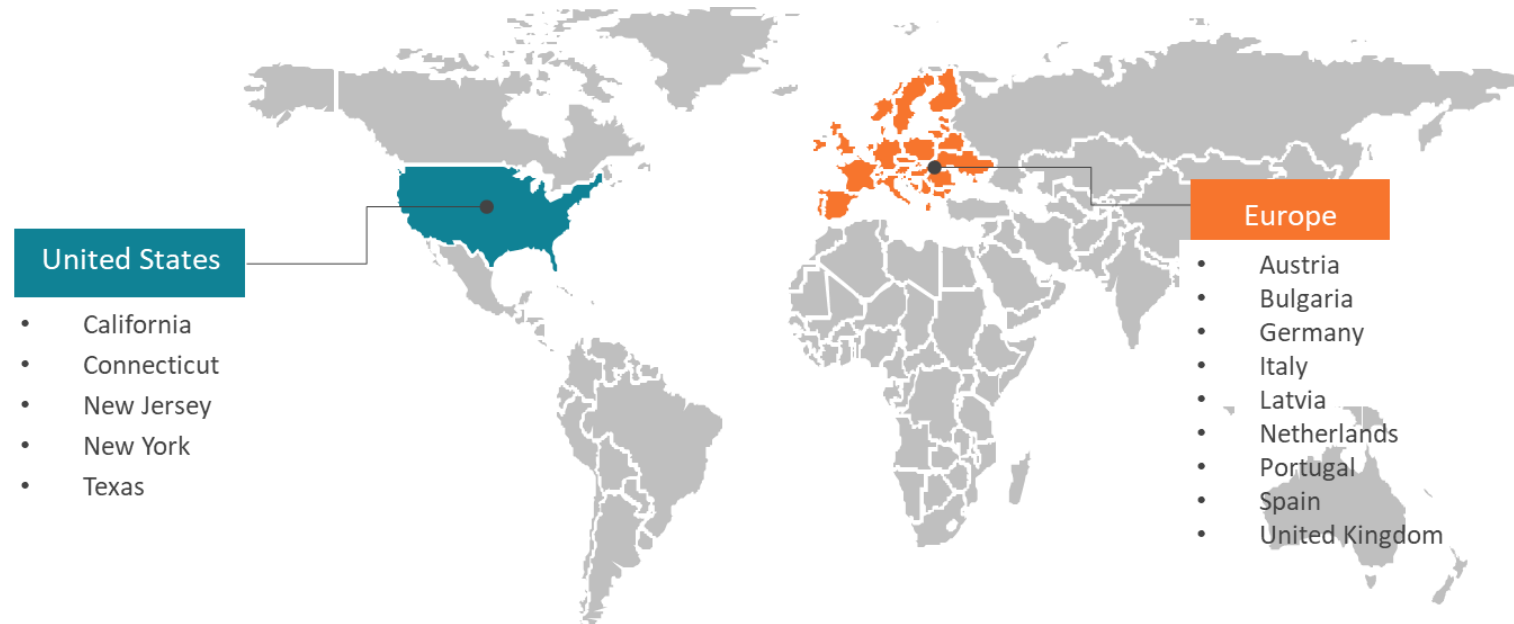 United States
• California
• Connecticut
• New Jersey
• New York
• Texas
Europe
• Austria
• Bulgaria
• Germany
• Italy
• Latvia
• Netherlands
• Portugal
• Spain
• United Kingdom